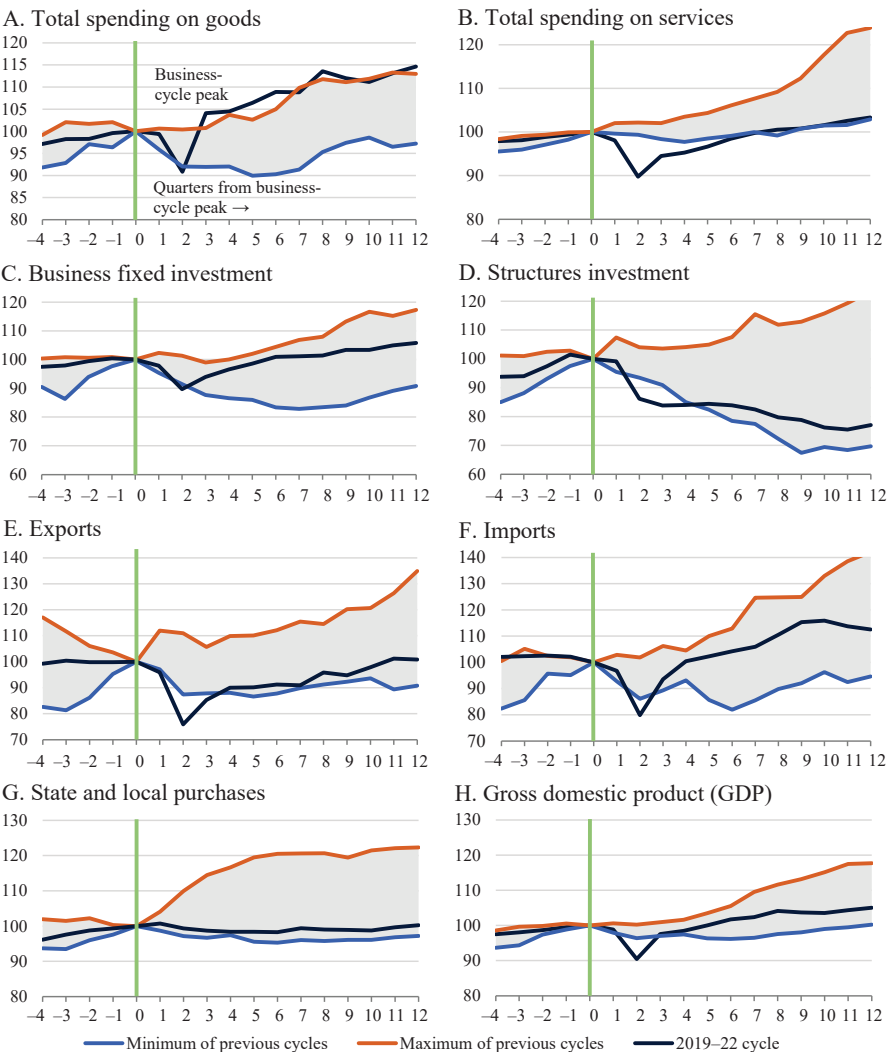 A. Total spending on goods
120
115
110
105
100
95
90
85
80
Business-
cycle peak
Quarters from business-
cycle peak →
–4 –3 –2 –1 0 1 2 3 4 5 6 7 8 9 10 11 12
B. Total spending on services
120
110
100
90
80
–4 –3 –2 –1 0 1 2 3 4 5 6 7 8 9 10 11 12
C. Business fixed investment
120
110
100
90
80
70
60
–4 –3 –2 –1 0 1 2 3 4 5 6 7 8 9 10 11 12
D. Structures investment
120
110
100
90
80
70
60
–4 –3 –2 –1 0 1 2 3 4 5 6 7 8 9 10 11 12
E. Exports
140
130
120
110
100
90
80
70
–4 –3 –2 –1 0 1 2 3 4 5 6 7 8 9 10 11 12
F. Imports
140
130
120
110
100
90
80
70
–4 –3 –2 –1 0 1 2 3 4 5 6 7 8 9 10 11 12
G. State and local purchases
130
120
110
100
90
80
–4 –3 –2 –1 0 1 2 3 4 5 6 7 8 9 10 11 12
H. Gross domestic product (GDP)
130
120
110
100
90
80
–4 –3 –2 –1 0 1 2 3 4 5 6 7 8 9 10 11 12
Minimum of previous cycles Maximum of previous cycles 2019–22 cycle